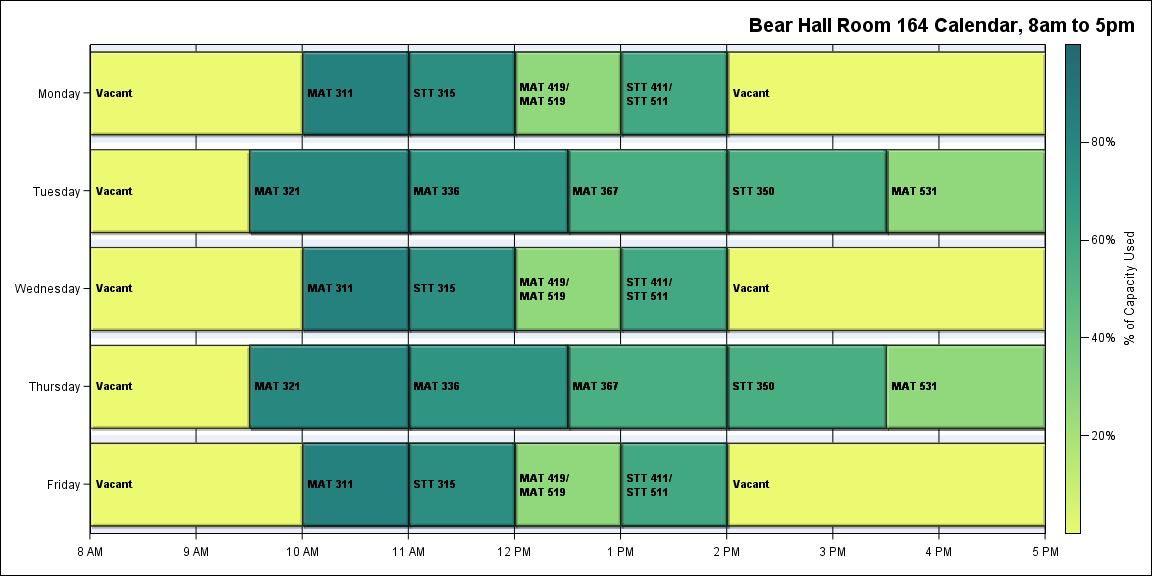 Bear Hall Room 164 Calendar, 8am to 5pm
Monday
Vacant
MAT 311
STT 315
MAT 419/
MAT 519
STT 411/
STT 511
Vacant
Tuesday
Vacant
MAT 321
MAT 336
MAT 367
STT 350
MAT 531
Wednesday
Vacant
MAT 311
STT 315
MAT 419/
MAT 519
STT 411/
STT 511
Vacant
Thursday
Vacant
MAT 321
MAT 336
MAT 367
STT 350
MAT 531
Friday
Vacant
MAT 311
STT 315
MAT 419/
MAT 519
STT 411/
STT 511
Vacant
8 AM
9 AM
10 AM
11 AM
12 PM
1 PM
2 PM
3 PM
4 PM
5 PM
80%
60%
40%
20%
% of Capacity Used